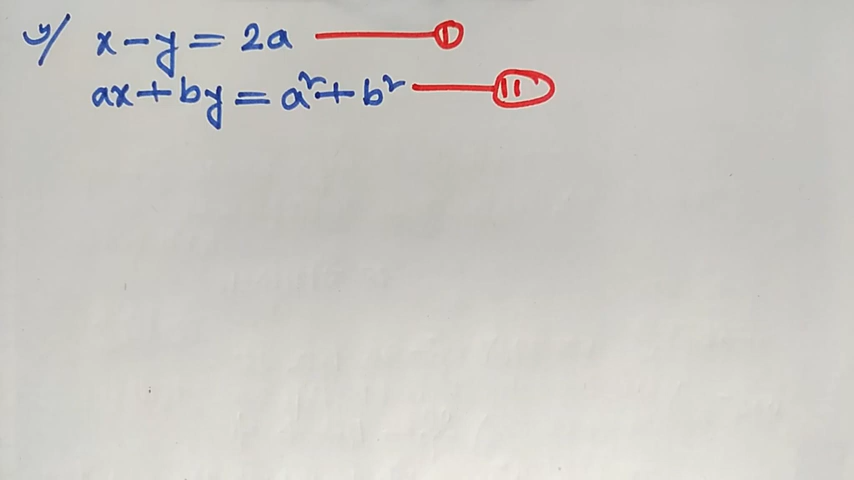 ৺/ x - y = 2a ——— ①
ax + by = a² + b² ——— ⑪